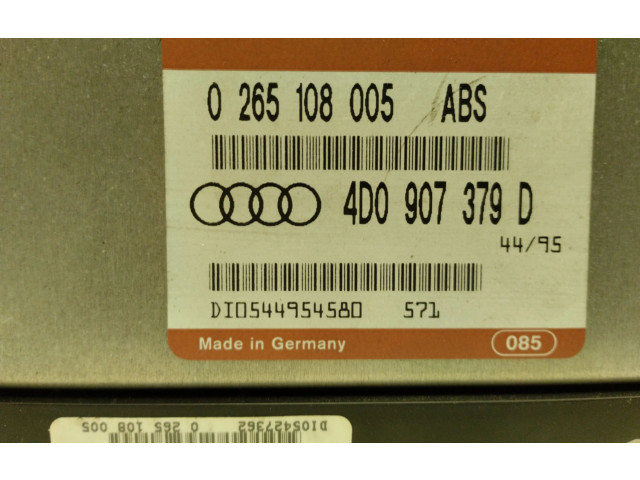 0 265 108 005 ABS
4D0 907 379 D
44/95
DI0544954580 571
Made in Germany 085
DI05427362 0 265 108 005